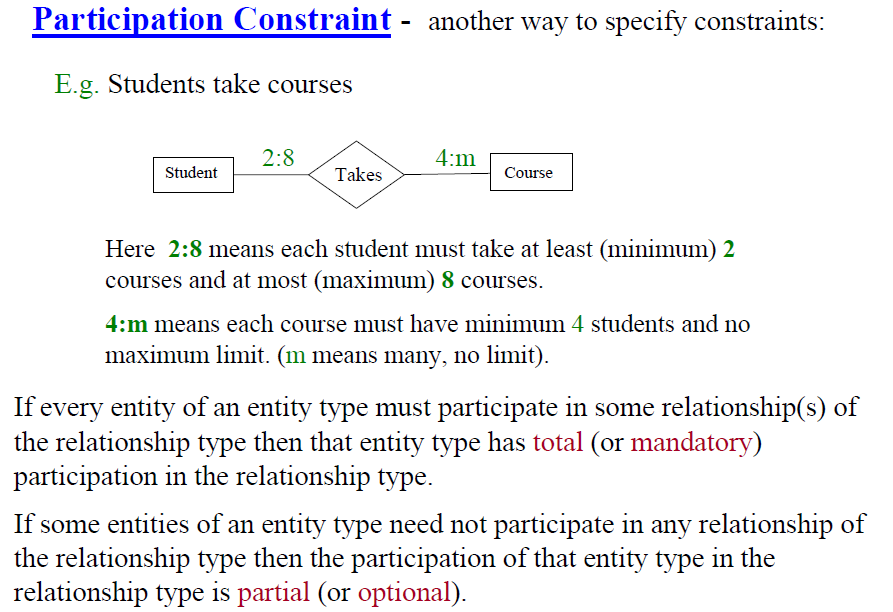 Participation Constraint - another way to specify constraints:
E.g. Students take courses
Student 2:8 Takes 4:m Course
Here 2:8 means each student must take at least (minimum) 2
courses and at most (maximum) 8 courses.
4:m means each course must have minimum 4 students and no
maximum limit. (m means many, no limit).
If every entity of an entity type must participate in some relationship(s) of
the relationship type then that entity type has total (or mandatory)
participation in the relationship type.
If some entities of an entity type need not participate in any relationship of
the relationship type then the participation of that entity type in the
relationship type is partial (or optional).